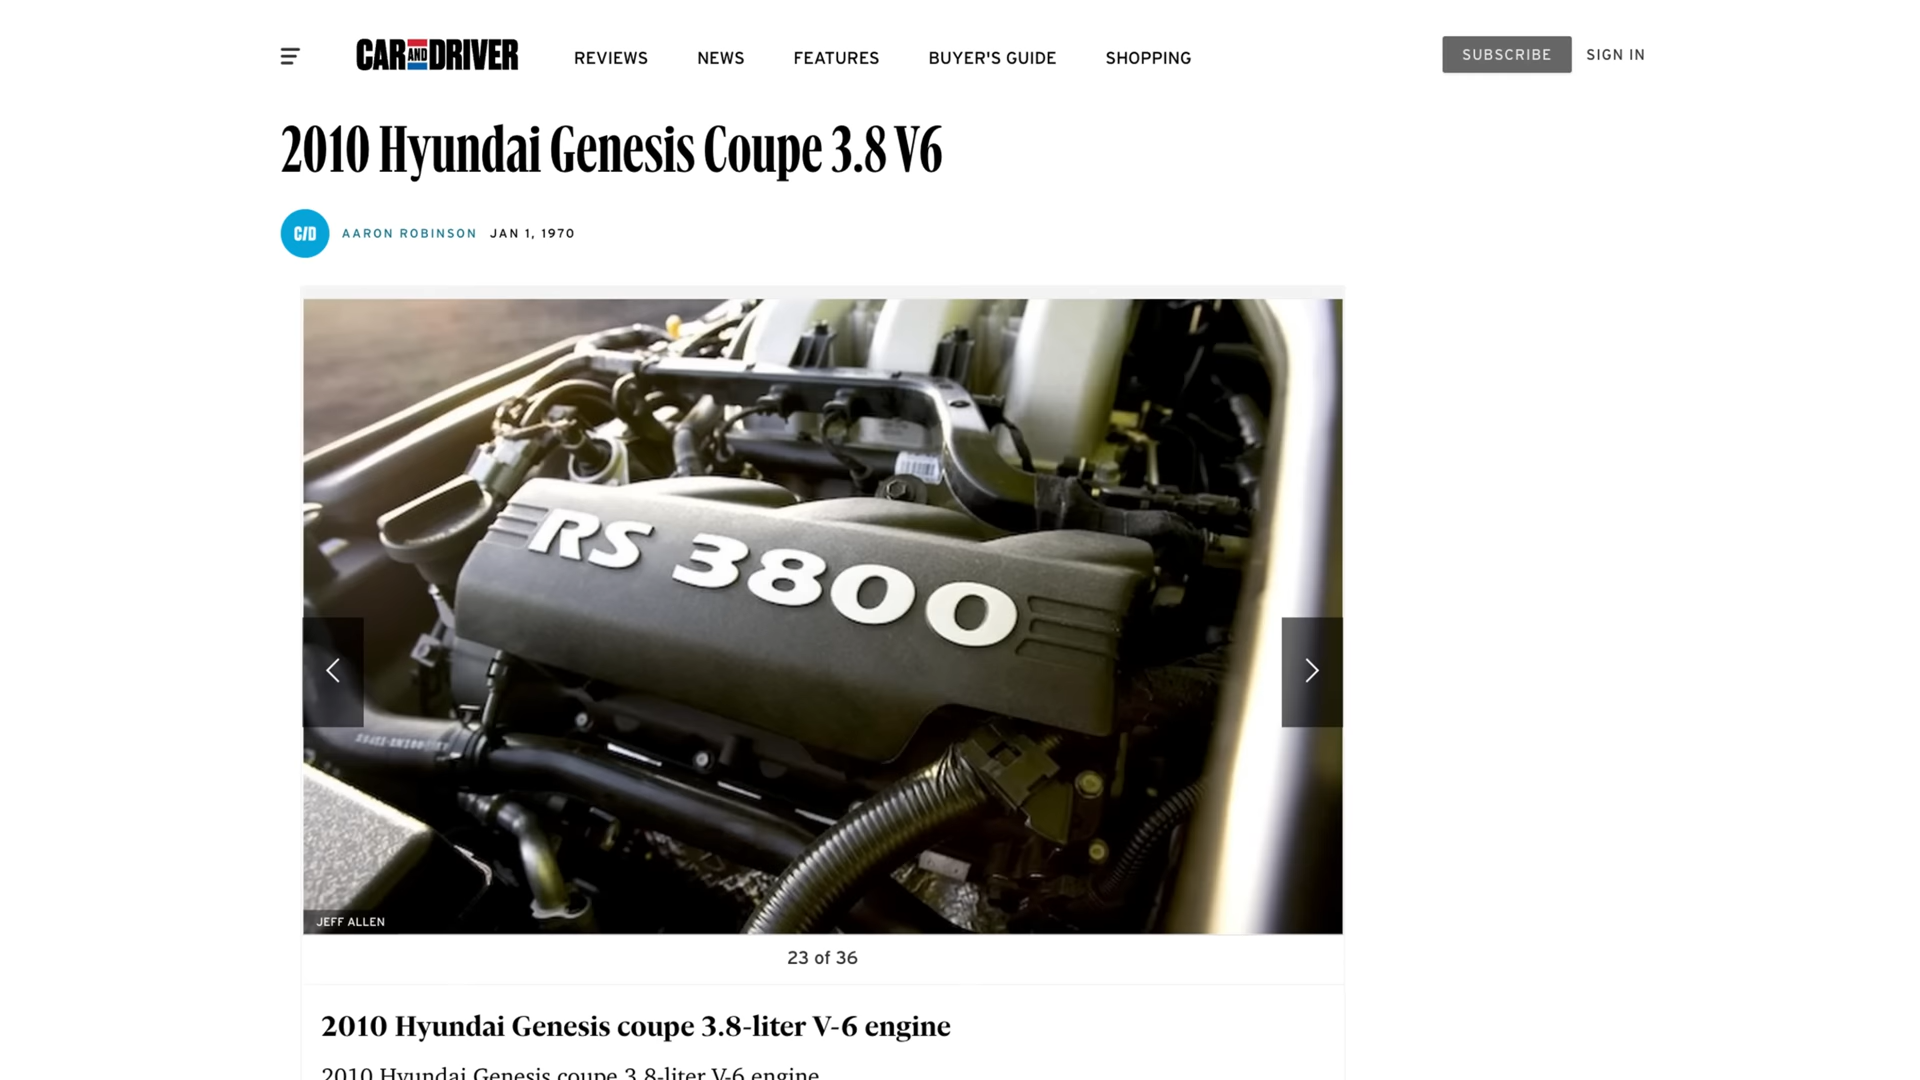 CAR AND DRIVER
REVIEWS
NEWS
FEATURES
BUYER'S GUIDE
SHOPPING
SUBSCRIBE
SIGN IN
2010 Hyundai Genesis Coupe 3.8 V6
C/D
AARON ROBINSON JAN 1, 1970
RS 3800
JEFF ALLEN
23 of 36
2010 Hyundai Genesis coupe 3.8-liter V-6 engine
2010 Hyundai Genesis coupe 3.8-liter V-6 engine